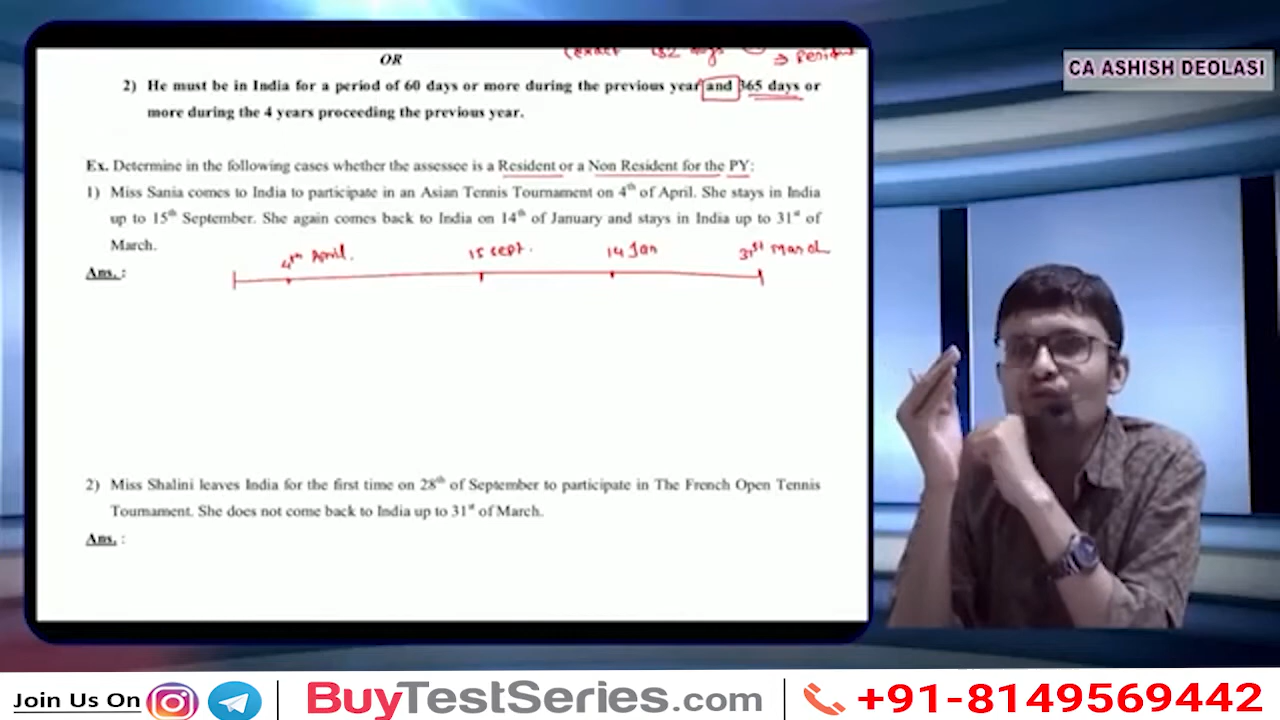 (exact 182 days ⇒ resident
OR
CA ASHISH DEOLASI
2) He must be in India for a period of 60 days or more during the previous year and 365 days or
more during the 4 years proceeding the previous year.
Ex. Determine in the following cases whether the assessee is a Resident or a Non Resident for the PY:
1) Miss Sania comes to India to participate in an Asian Tennis Tournament on 4th of April. She stays in India
up to 15th September. She again comes back to India on 14th of January and stays in India up to 31st of
March.
4th April. 15 sept. 14 Jan 31st March
Ans. :
2) Miss Shalini leaves India for the first time on 28th of September to participate in The French Open Tennis
Tournament. She does not come back to India up to 31st of March.
Ans. :
Join Us On BuyTestSeries.com +91-8149569442